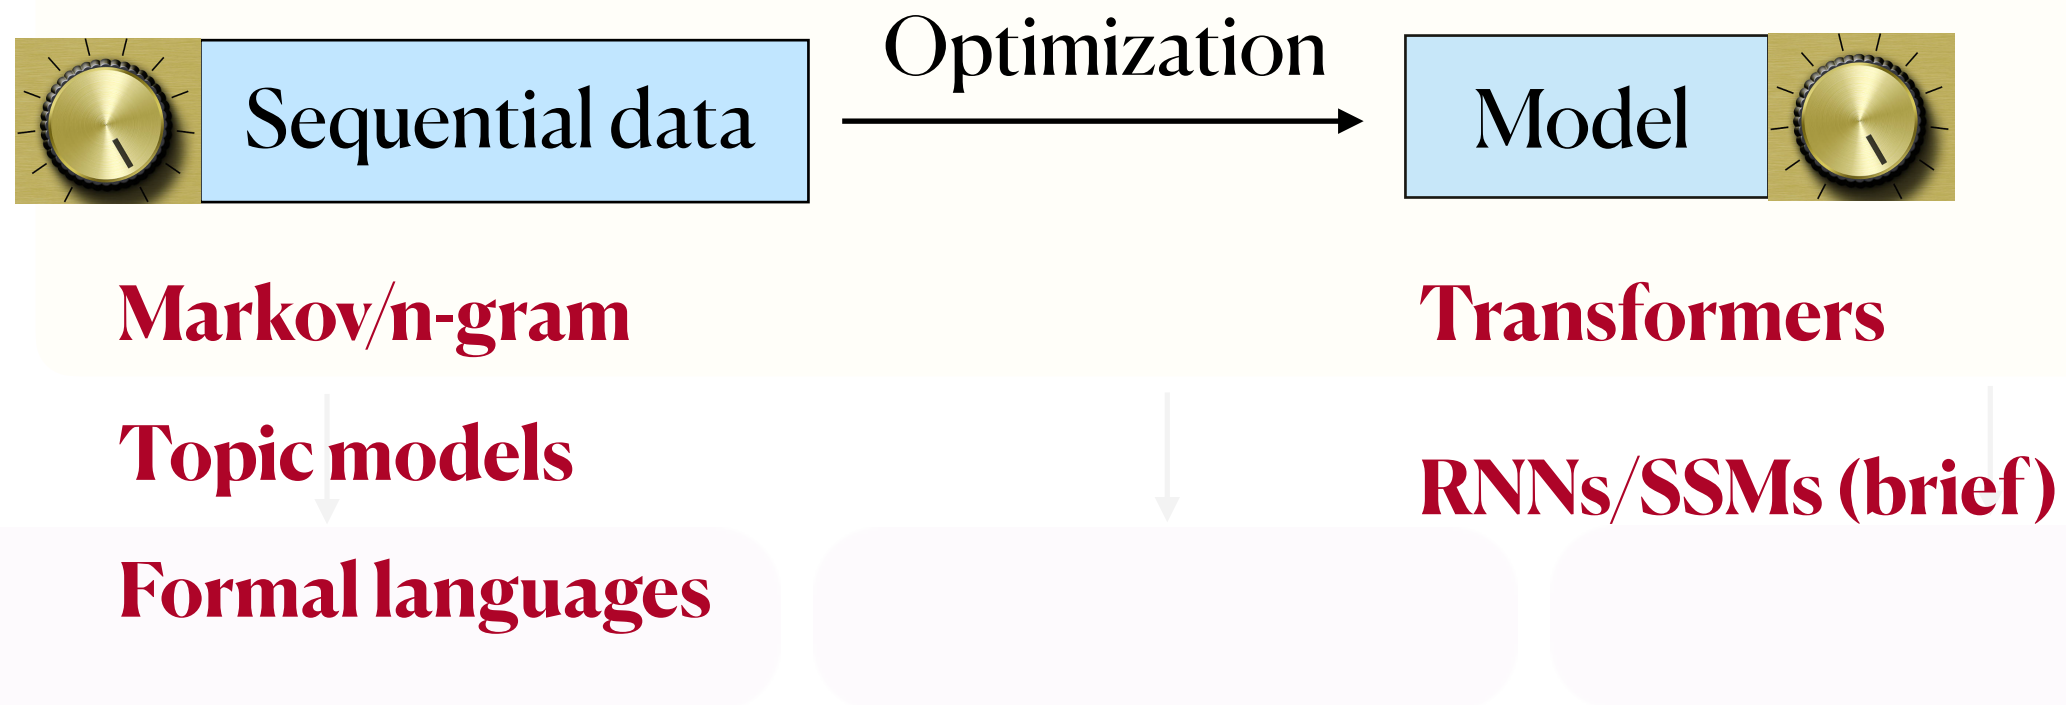 Optimization
Sequential data
Model
Markov/n-gram
Transformers
Topic models
RNNs/SSMs (brief)
Formal languages